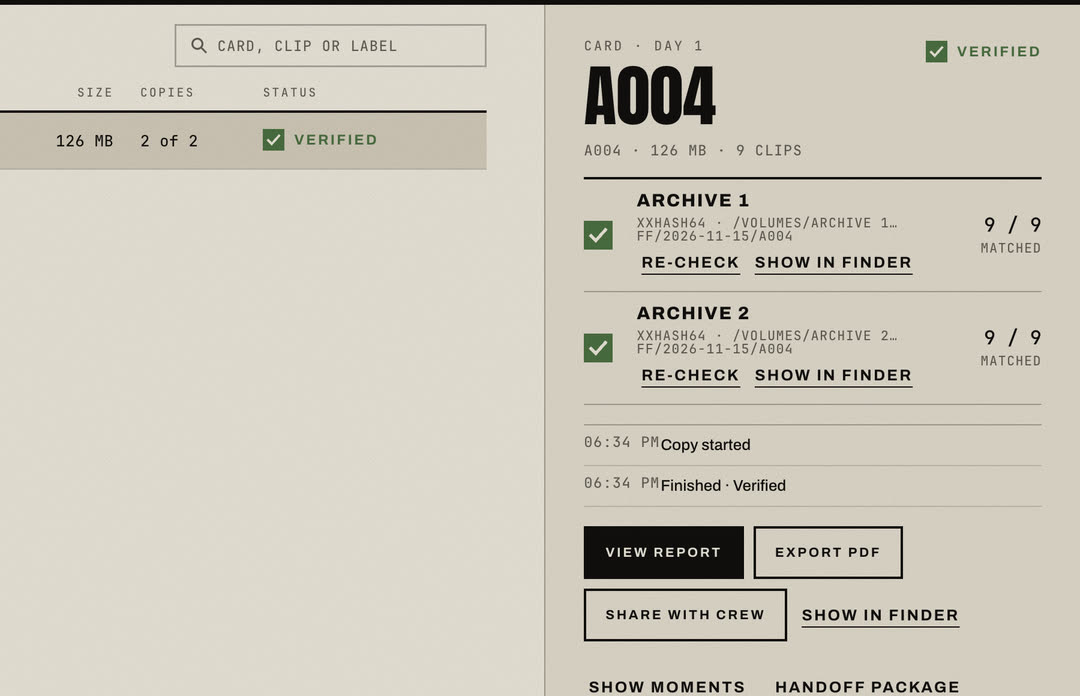 CARD, CLIP OR LABEL
SIZE COPIES STATUS
126 MB 2 of 2 VERIFIED
CARD · DAY 1
VERIFIED
A004
A004 · 126 MB · 9 CLIPS
ARCHIVE 1
XXHASH64 · /VOLUMES/ARCHIVE 1…
FF/2026-11-15/A004
9 / 9
MATCHED
RE-CHECK SHOW IN FINDER
ARCHIVE 2
XXHASH64 · /VOLUMES/ARCHIVE 2…
FF/2026-11-15/A004
9 / 9
MATCHED
RE-CHECK SHOW IN FINDER
06:34 PM Copy started
06:34 PM Finished · Verified
VIEW REPORT EXPORT PDF
SHARE WITH CREW SHOW IN FINDER
SHOW MOMENTS HANDOFF PACKAGE